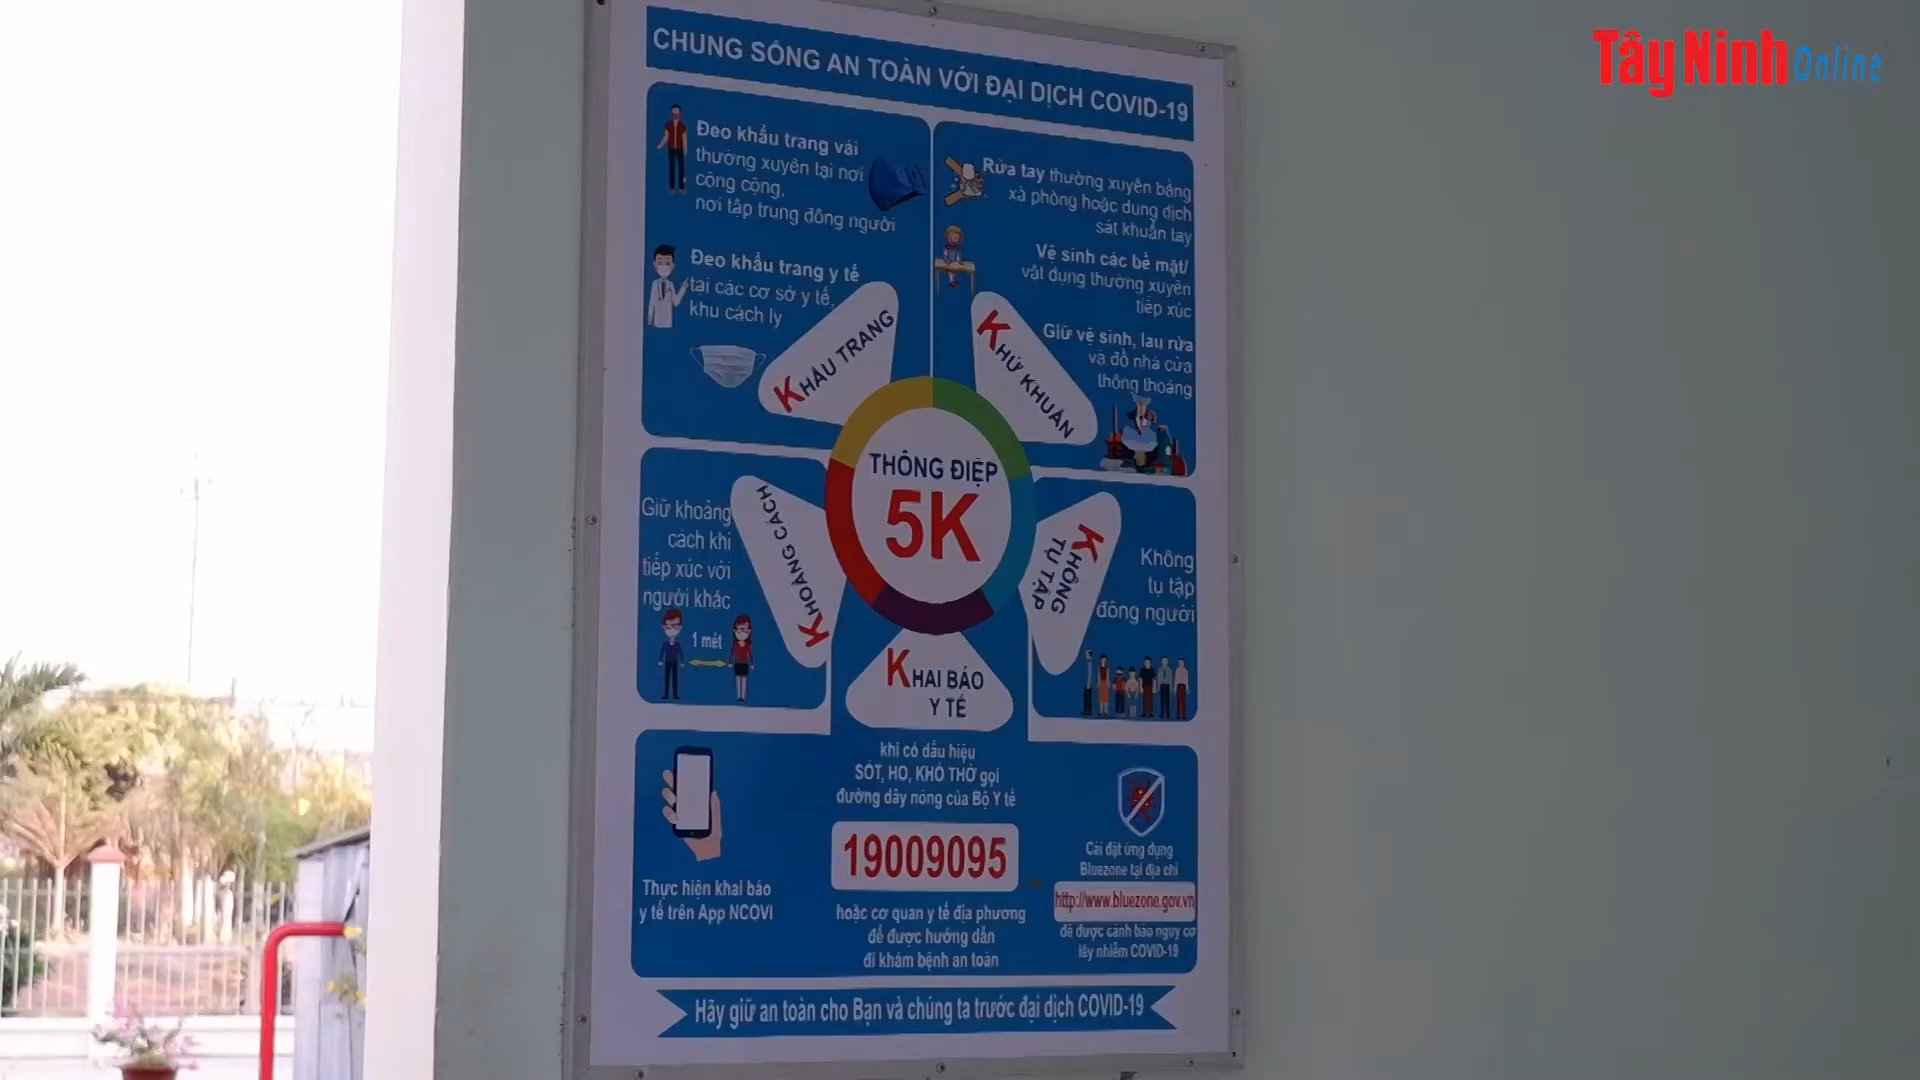 Tây Ninh Online
CHUNG SỐNG AN TOÀN VỚI ĐẠI DỊCH COVID-19
Đeo khẩu trang vải
thường xuyên tại nơi
công cộng,
nơi tập trung đông người
Đeo khẩu trang y tế
tại các cơ sở y tế,
khu cách ly
KHẨU TRANG
Rửa tay thường xuyên bằng
xà phòng hoặc dung dịch
sát khuẩn tay
Vệ sinh các bề mặt/
vật dụng thường xuyên
tiếp xúc
Giữ vệ sinh, lau rửa
và đồ nhà cửa
thông thoáng
KHỬ KHUẨN
THÔNG ĐIỆP
5K
Giữ khoảng
cách khi
tiếp xúc với
người khác
1 mét
KHOẢNG CÁCH
KHÔNG
TỤ TẬP
Không
tụ tập
đông người
KHAI BÁO
Y TẾ
Thực hiện khai báo
y tế trên App NCOVI
khi có dấu hiệu
SỐT, HO, KHÓ THỞ gọi
đường dây nóng của Bộ Y tế
19009095
hoặc cơ quan y tế địa phương
để được hướng dẫn
đi khám bệnh an toàn
Cài đặt ứng dụng
Bluezone tại địa chỉ
http://www.bluezone.gov.vn
để được cảnh báo nguy cơ
lây nhiễm COVID-19
Hãy giữ an toàn cho Bạn và chúng ta trước đại dịch COVID-19